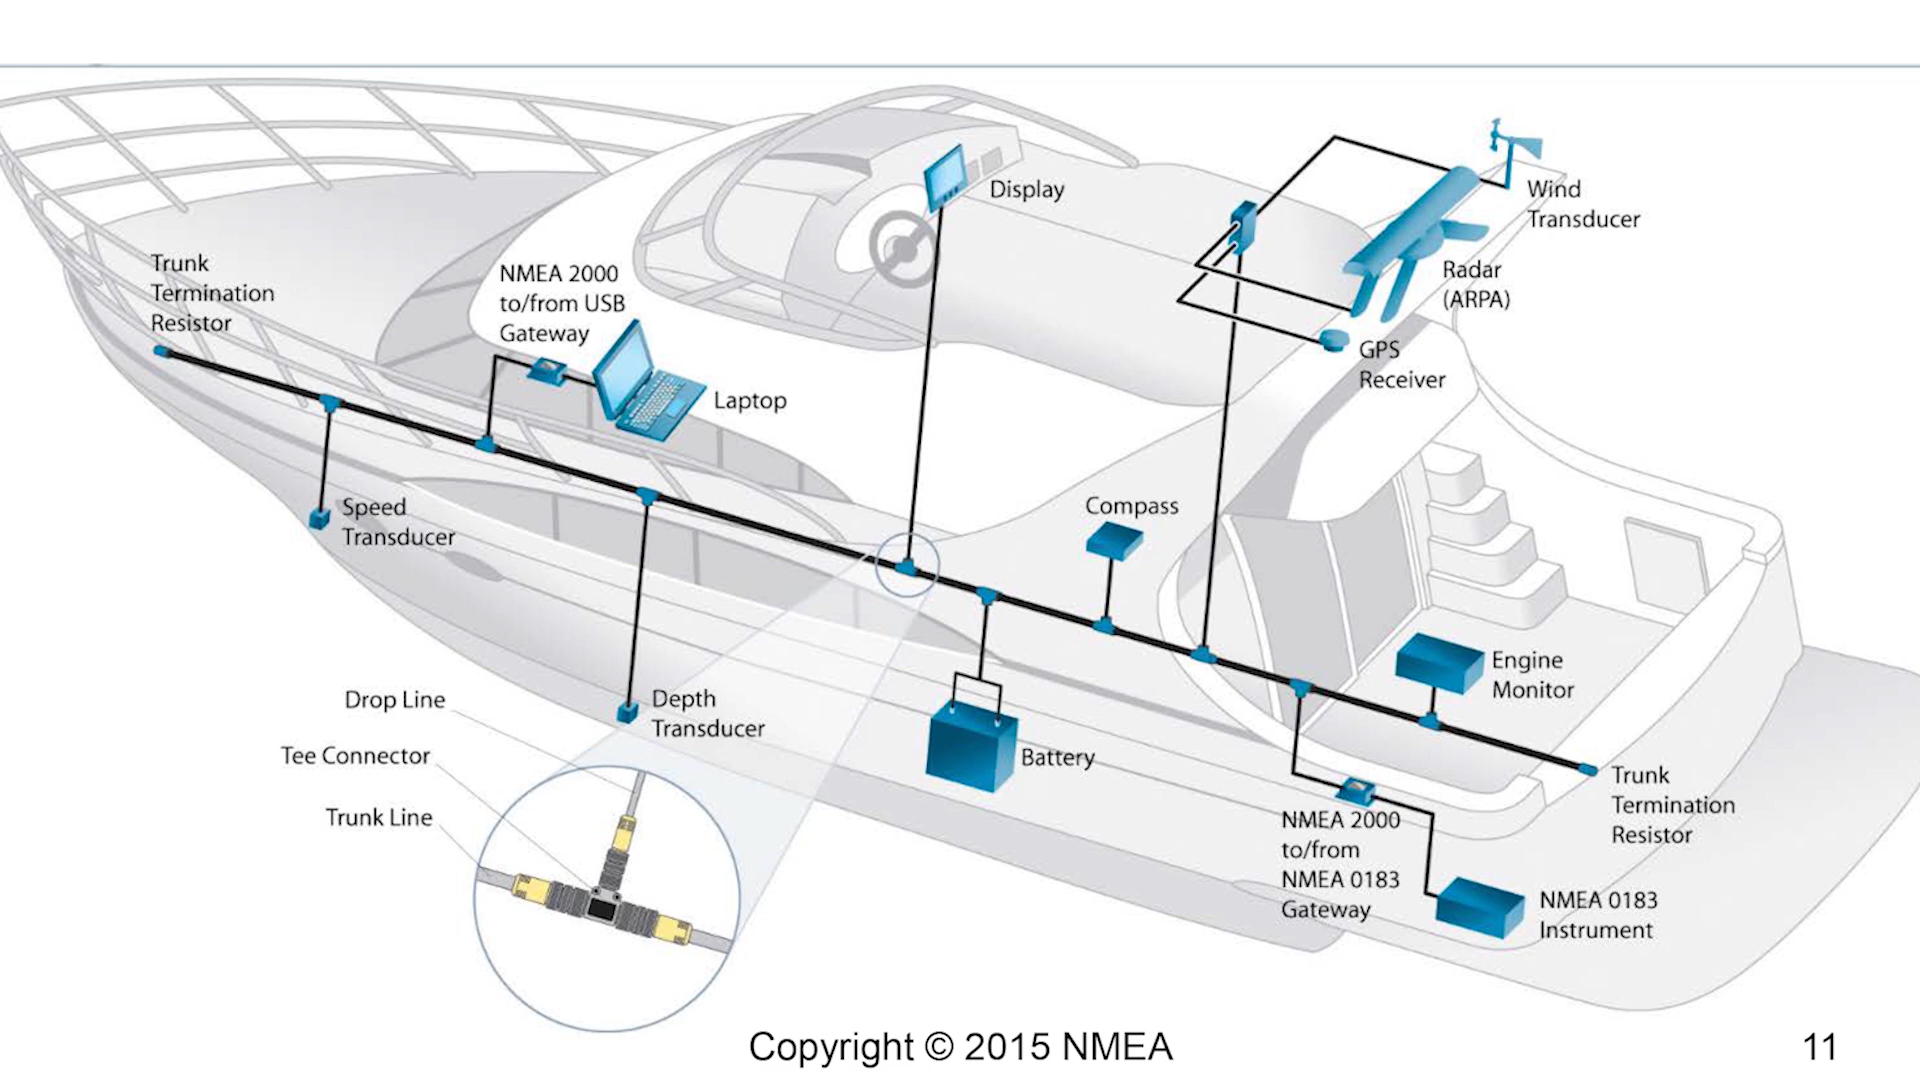 Display
Wind
Transducer
Radar
(ARPA)
GPS
Receiver
Trunk
Termination
Resistor
NMEA 2000
to/from USB
Gateway
Laptop
Speed
Transducer
Compass
Engine
Monitor
Depth
Transducer
Drop Line
Tee Connector
Trunk Line
Battery
Trunk
Termination
Resistor
NMEA 2000
to/from
NMEA 0183
Gateway
NMEA 0183
Instrument
Copyright © 2015 NMEA
11